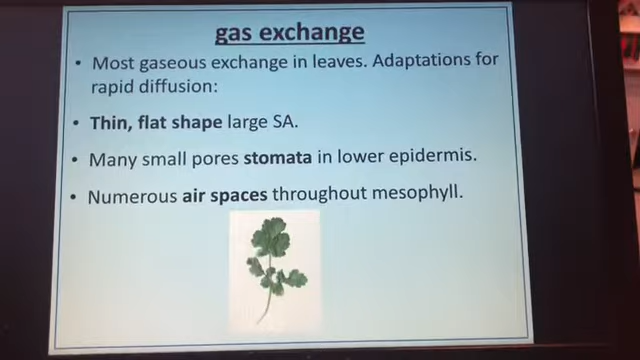 gas exchange
• Most gaseous exchange in leaves. Adaptations for
rapid diffusion:
• Thin, flat shape large SA.
• Many small pores stomata in lower epidermis.
• Numerous air spaces throughout mesophyll.